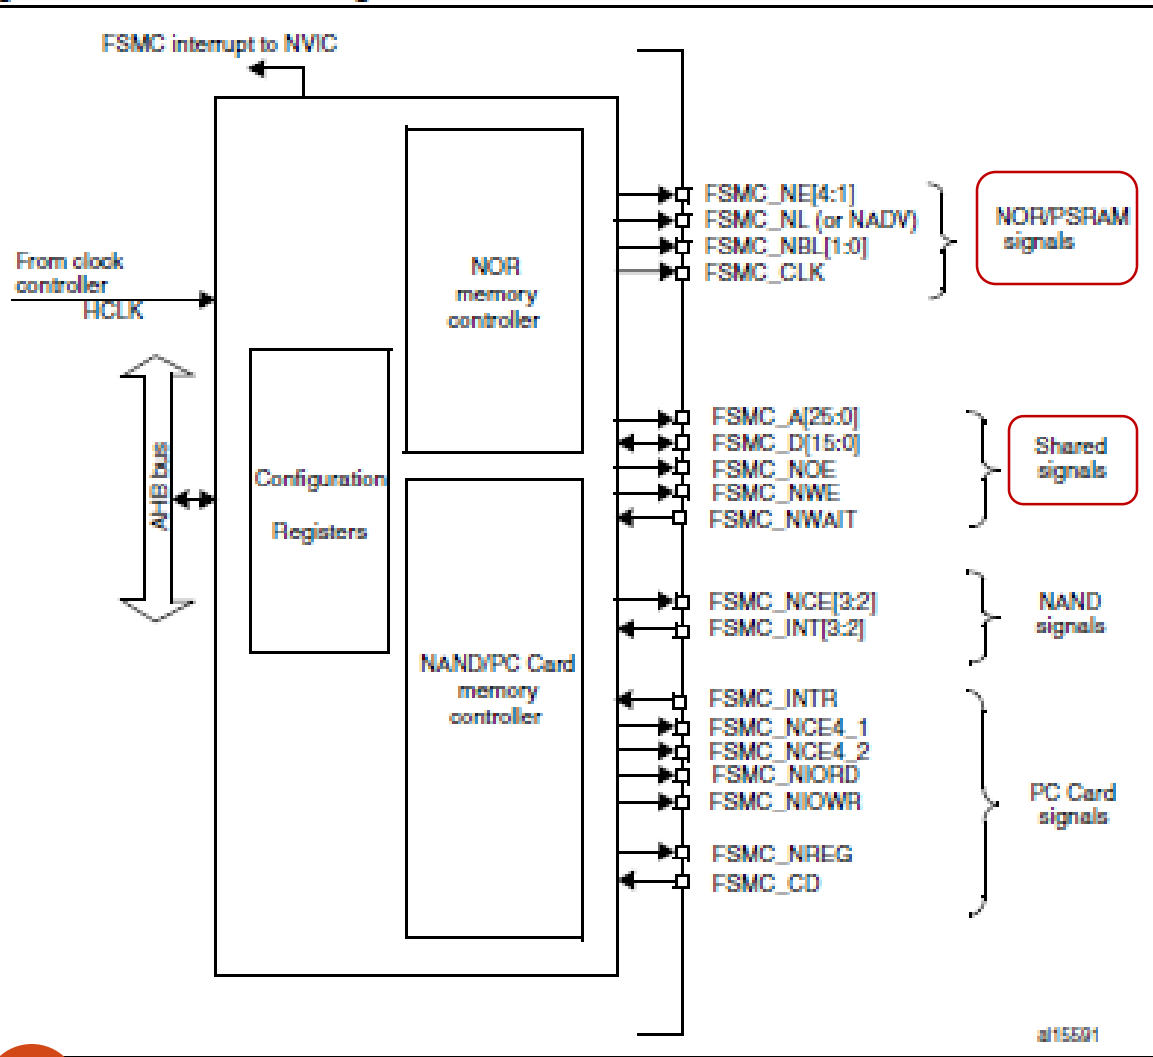 FSMC interrupt to NVIC
From clock
controller
HCLK
AHB bus
Configuration
Registers
NOR
memory
controller
NAND/PC Card
memory
controller
FSMC_NE[4:1]
FSMC_NL (or NADV)
FSMC_NBL[1:0]
FSMC_CLK
NOR/PSRAM
signals
FSMC_A[25:0]
FSMC_D[15:0]
FSMC_NOE
FSMC_NWE
FSMC_NWAIT
Shared
signals
FSMC_NCE[3:2]
FSMC_INT[3:2]
NAND
signals
FSMC_INTR
FSMC_NCE4_1
FSMC_NCE4_2
FSMC_NIORD
FSMC_NIOWR
FSMC_NREG
FSMC_CD
PC Card
signals
ai15591